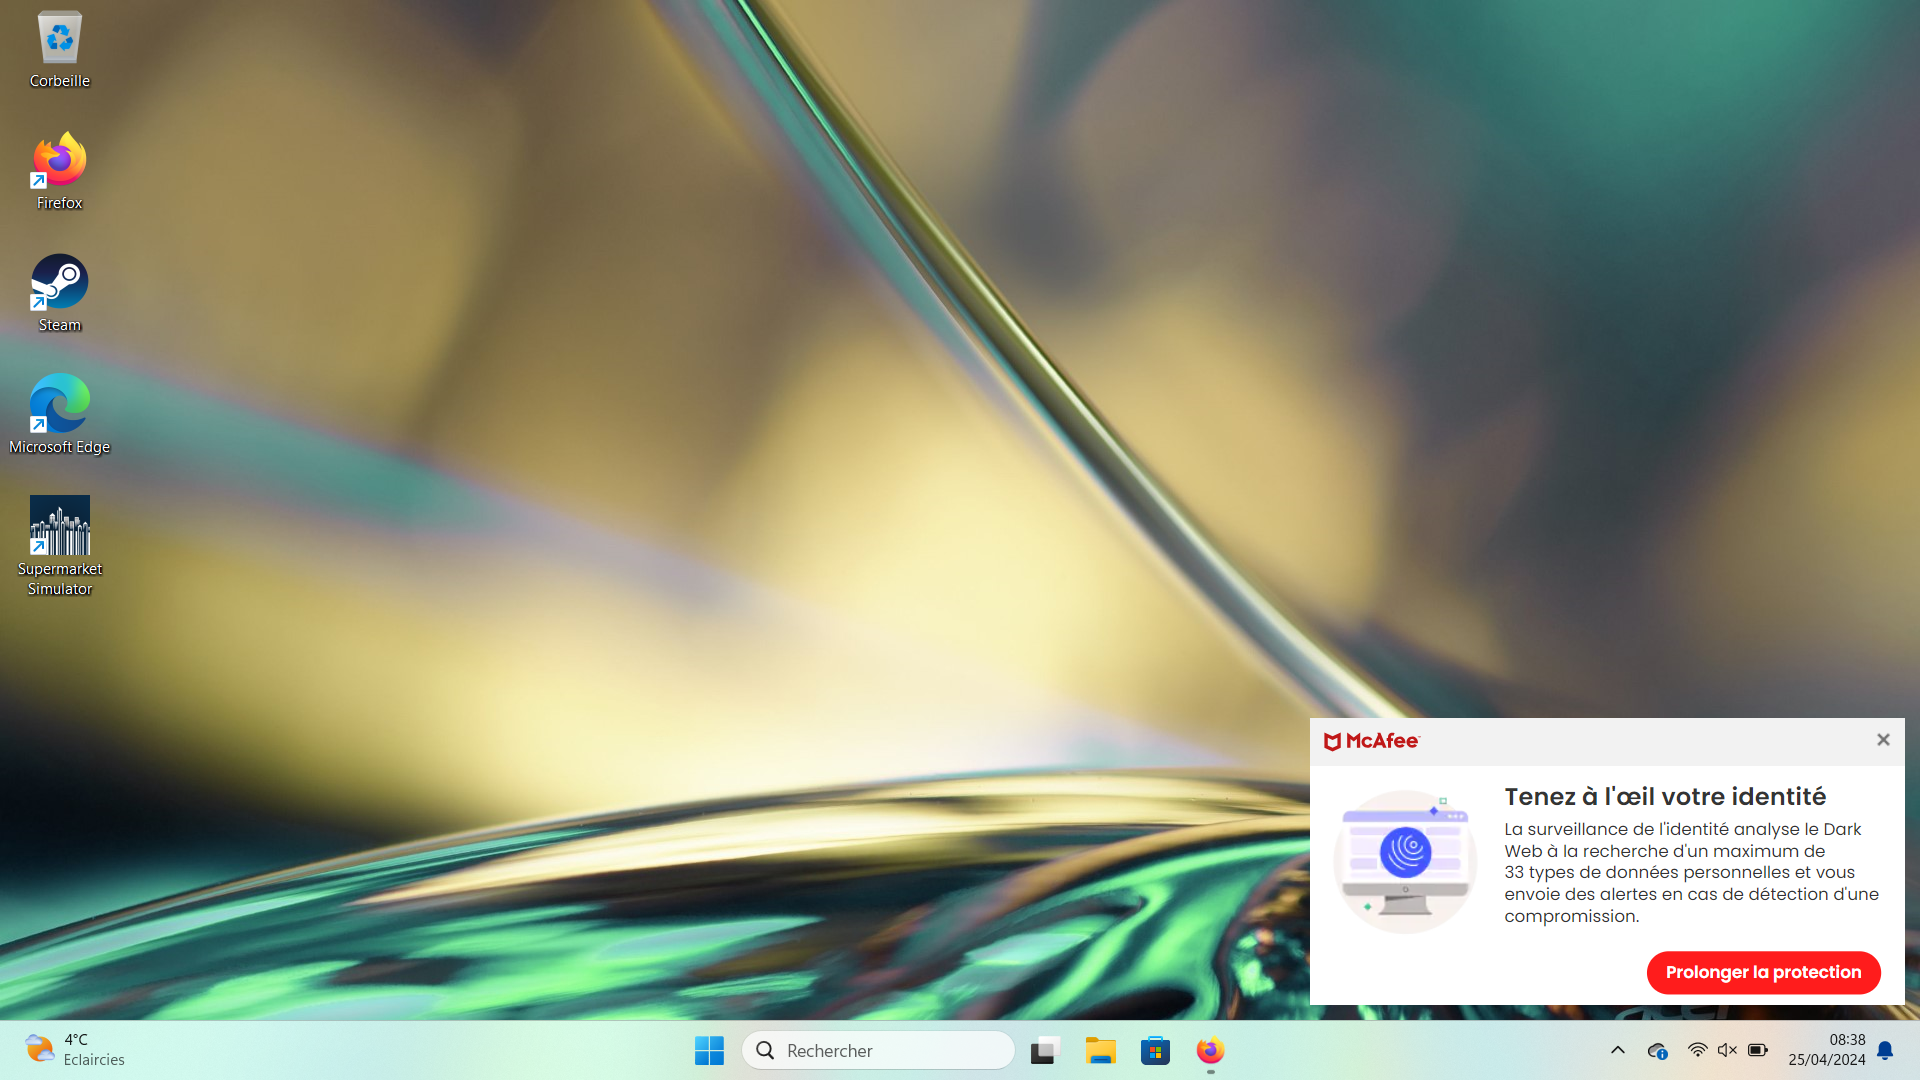 Corbeille
Firefox
Steam
Microsoft Edge
Supermarket
Simulator
McAfee
Tenez à l'œil votre identité
La surveillance de l'identité analyse le Dark
Web à la recherche d'un maximum de
33 types de données personnelles et vous
envoie des alertes en cas de détection d'une
compromission.
Prolonger la protection
4°C
Eclaircies
Rechercher
08:38
25/04/2024